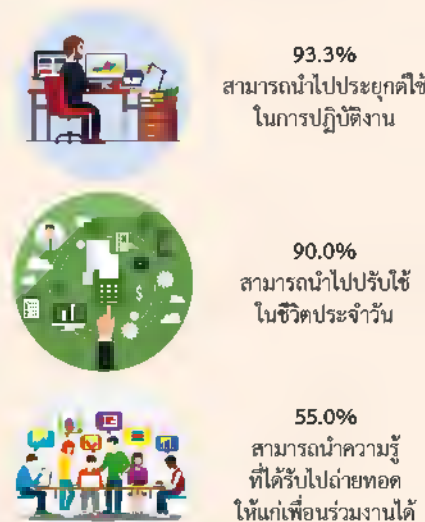 93.3%
สามารถนำไปประยุกต์ใช้
ในการปฏิบัติงาน
90.0%
สามารถนำไปปรับใช้
ในชีวิตประจำวัน
55.0%
สามารถนำความรู้
ที่ได้รับไปถ่ายทอด
ให้แก่เพื่อนร่วมงานได้